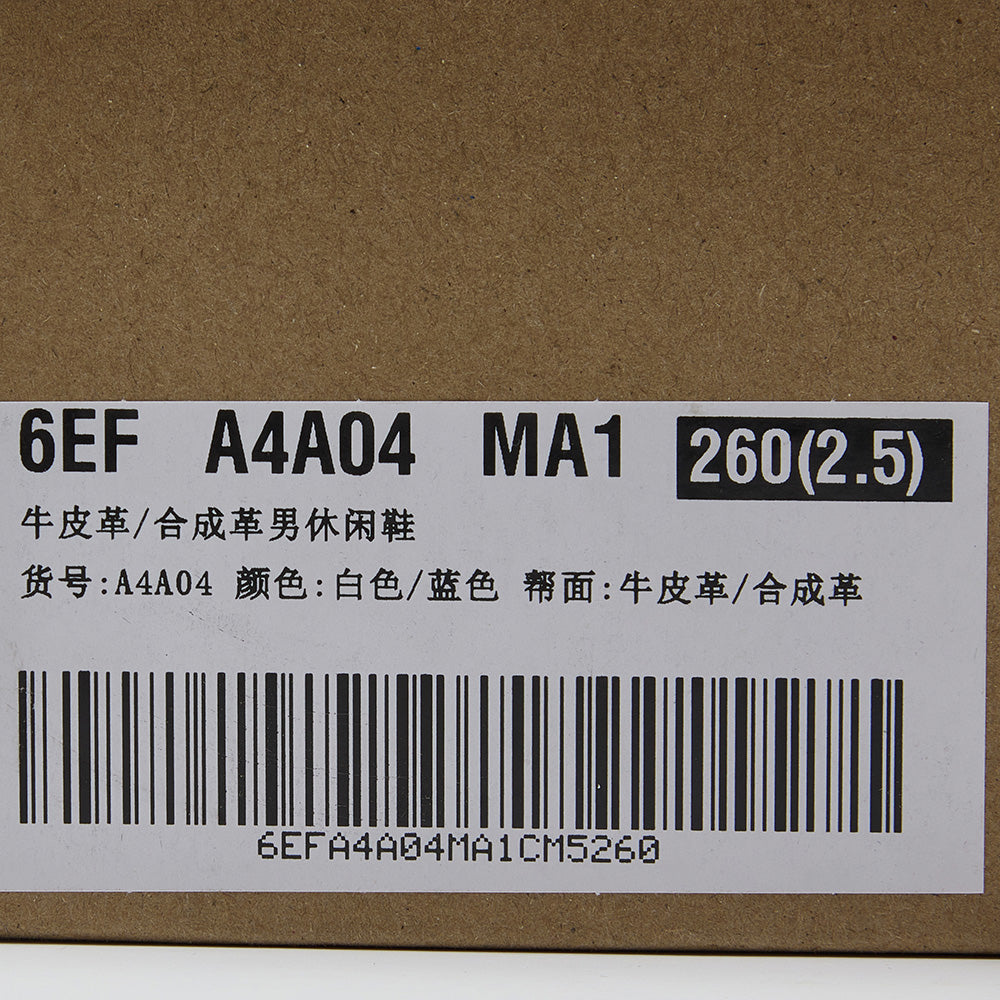 6EF A4A04 MA1 260(2.5)
牛皮革/合成革男休闲鞋
货号:A4A04 颜色:白色/蓝色 帮面:牛皮革/合成革
6EFA4A04MA1CM5260